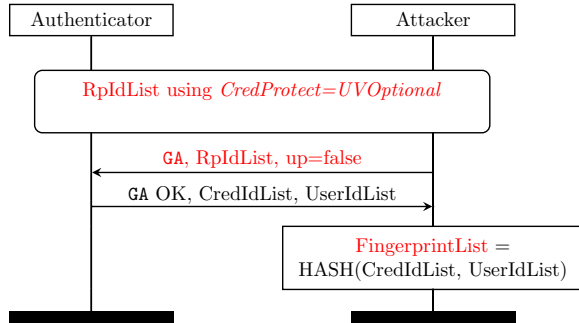 Authenticator
Attacker
RpIdList using CredProtect=UVOptional
GA, RpIdList, up=false
GA OK, CredIdList, UserIdList
FingerprintList =
HASH(CredIdList, UserIdList)